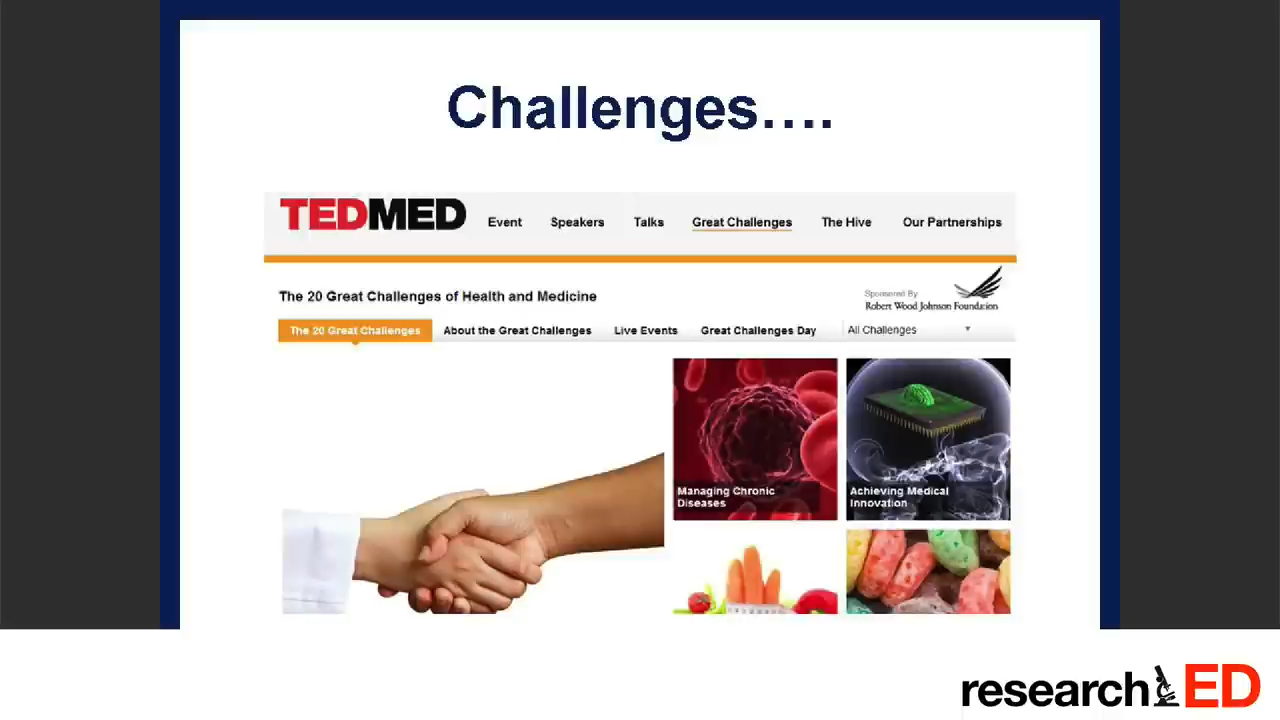 Challenges….
TEDMED
Event Speakers Talks Great Challenges The Hive Our Partnerships
The 20 Great Challenges of Health and Medicine
Sponsored By
Robert Wood Johnson Foundation
The 20 Great Challenges About the Great Challenges Live Events Great Challenges Day All Challenges
Managing Chronic
Diseases
Achieving Medical
Innovation
researchED